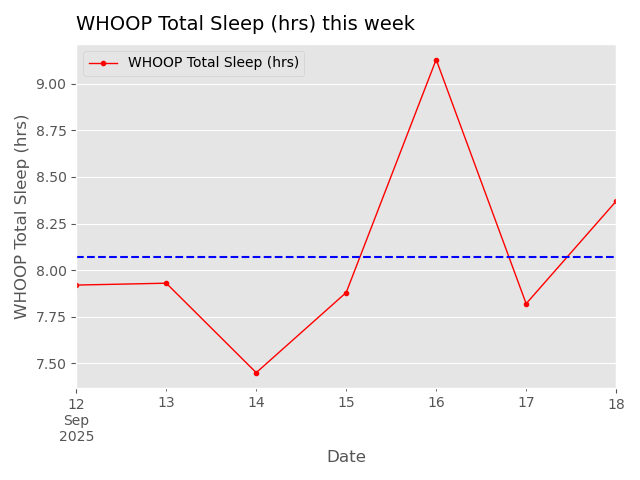 WHOOP Total Sleep (hrs) this week
WHOOP Total Sleep (hrs)
WHOOP Total Sleep (hrs)
9.00
8.75
8.50
8.25
8.00
7.75
7.50
12 13 14 15 16 17 18
Sep
2025
Date